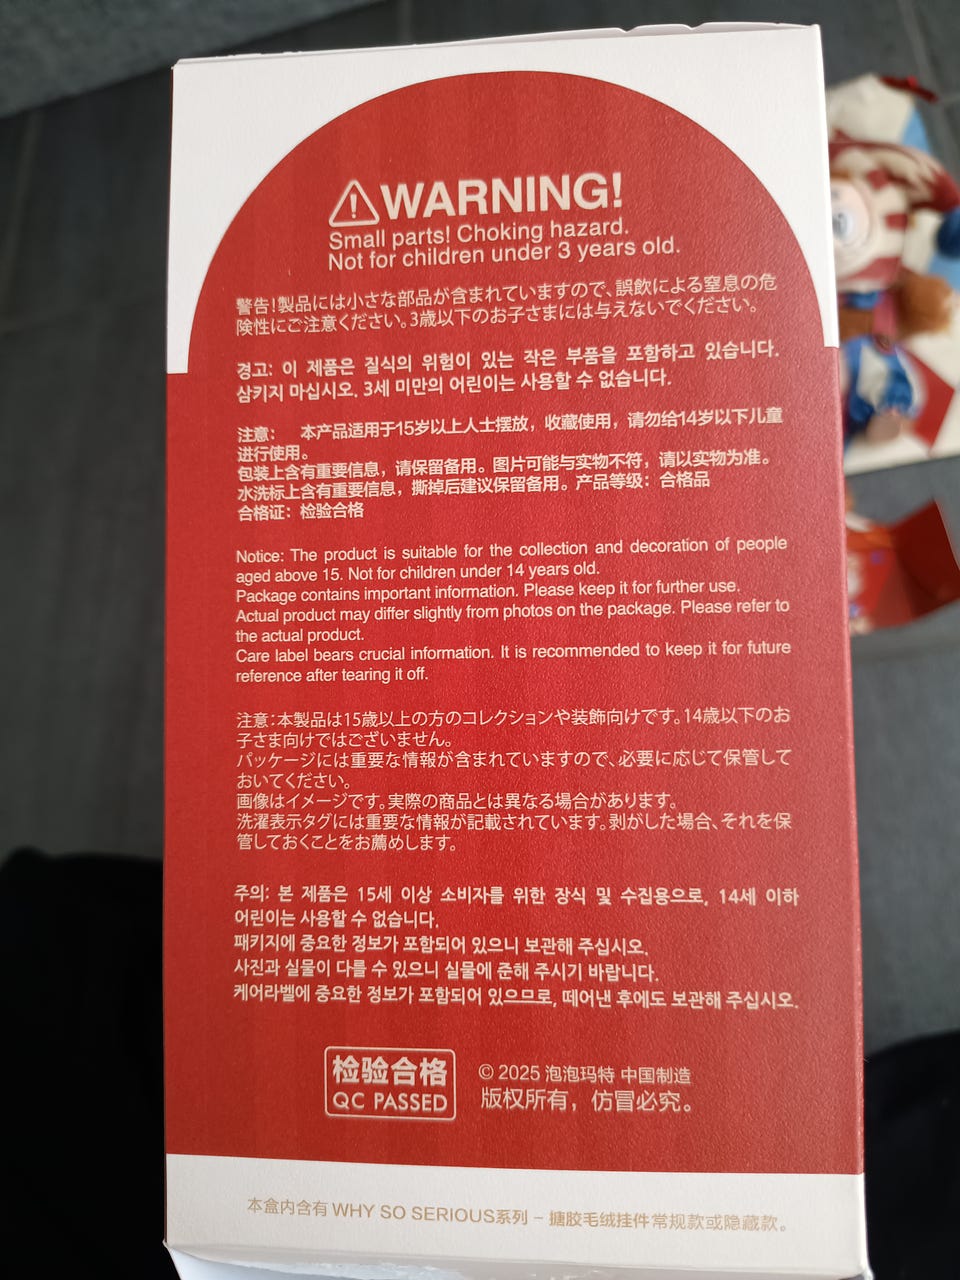 WARNING!
Small parts! Choking hazard.
Not for children under 3 years old.
警告!製品には小さな部品が含まれていますので、誤飲による窒息の危
険性にご注意ください。3歳以下のお子さまには与えないでください。
경고: 이 제품은 질식의 위험이 있는 작은 부품을 포함하고 있습니다.
삼키지 마십시오. 3세 미만의 어린이는 사용할 수 없습니다.
注意： 本产品适用于15岁以上人士摆放，收藏使用，请勿给14岁以下儿童
进行使用。
包装上含有重要信息，请保留备用。图片可能与实物不符，请以实物为准。
水洗标上含有重要信息，撕掉后建议保留备用。产品等级：合格品
合格证：检验合格
Notice: The product is suitable for the collection and decoration of people
aged above 15. Not for children under 14 years old.
Package contains important information. Please keep it for further use.
Actual product may differ slightly from photos on the package. Please refer to
the actual product.
Care label bears crucial information. It is recommended to keep it for future
reference after tearing it off.
注意:本製品は15歳以上の方のコレクションや装飾向けです。14歳以下のお
子さま向けではございません。
パッケージには重要な情報が含まれていますので、必要に応じて保管して
おいてください。
画像はイメージです。実際の商品とは異なる場合があります。
洗濯表示タグには重要な情報が記載されています。剥がした場合、それを保
管しておくことをお薦めします。
주의: 본 제품은 15세 이상 소비자를 위한 장식 및 수집용으로, 14세 이하
어린이는 사용할 수 없습니다.
패키지에 중요한 정보가 포함되어 있으니 보관해 주십시오.
사진과 실물이 다를 수 있으니 실물에 준해 주시기 바랍니다.
케어라벨에 중요한 정보가 포함되어 있으므로, 떼어낸 후에도 보관해 주십시오.
检验合格
QC PASSED
© 2025 泡泡玛特 中国制造
版权所有，仿冒必究。
本盒内含有 WHY SO SERIOUS系列 – 搪胶毛绒挂件常规款或隐藏款。